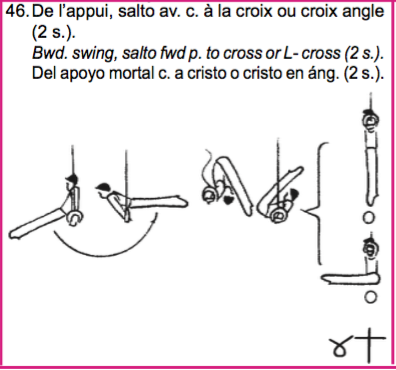 46. De l'appui, salto av. c. à la croix ou croix angle
(2 s.).
Bwd. swing, salto fwd p. to cross or L- cross (2 s.).
Del apoyo mortal c. a cristo o cristo en áng. (2 s.).